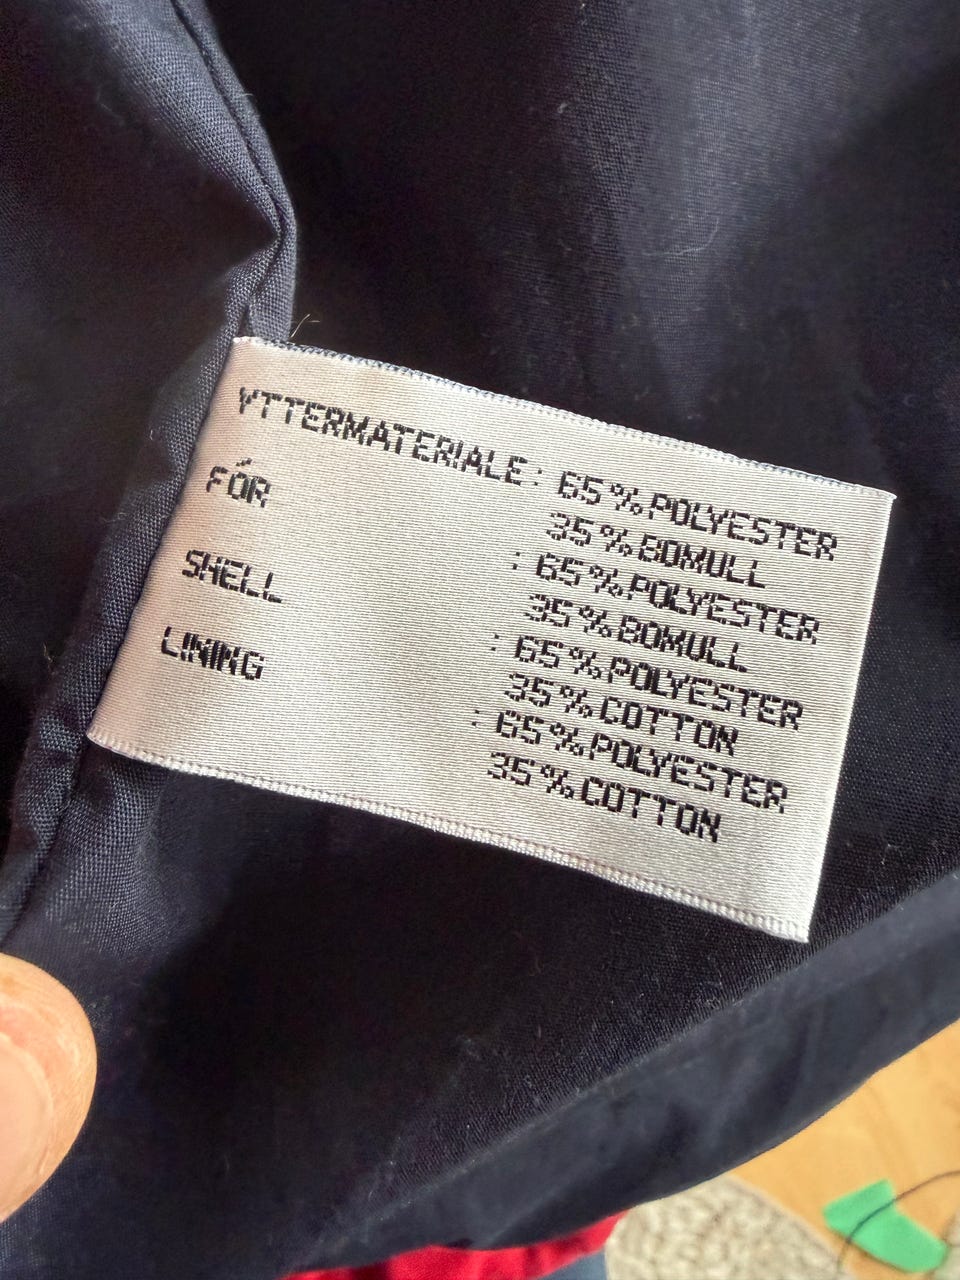 YTTERMATERIALE: 65%POLYESTER
35%BOMULL
FÓR : 65%POLYESTER
35%BOMULL
SHELL : 65%POLYESTER
35%COTTON
LINING : 65%POLYESTER
35%COTTON